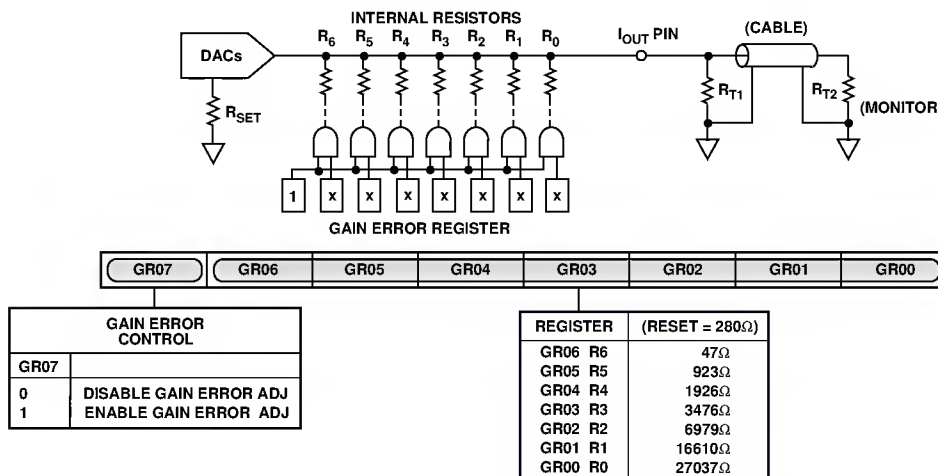 INTERNAL RESISTORS
R6 R5 R4 R3 R2 R1 R0
IOUT PIN
(CABLE)
DACs
RSET
RT1
RT2
(MONITOR
1 x x x x x x x
GAIN ERROR REGISTER
GR07 GR06 GR05 GR04 GR03 GR02 GR01 GR00
GAIN ERROR
CONTROL
GR07
0 DISABLE GAIN ERROR ADJ
1 ENABLE GAIN ERROR ADJ
REGISTER (RESET = 280Ω)
GR06 R6 47Ω
GR05 R5 923Ω
GR04 R4 1926Ω
GR03 R3 3476Ω
GR02 R2 6979Ω
GR01 R1 16610Ω
GR00 R0 27037Ω